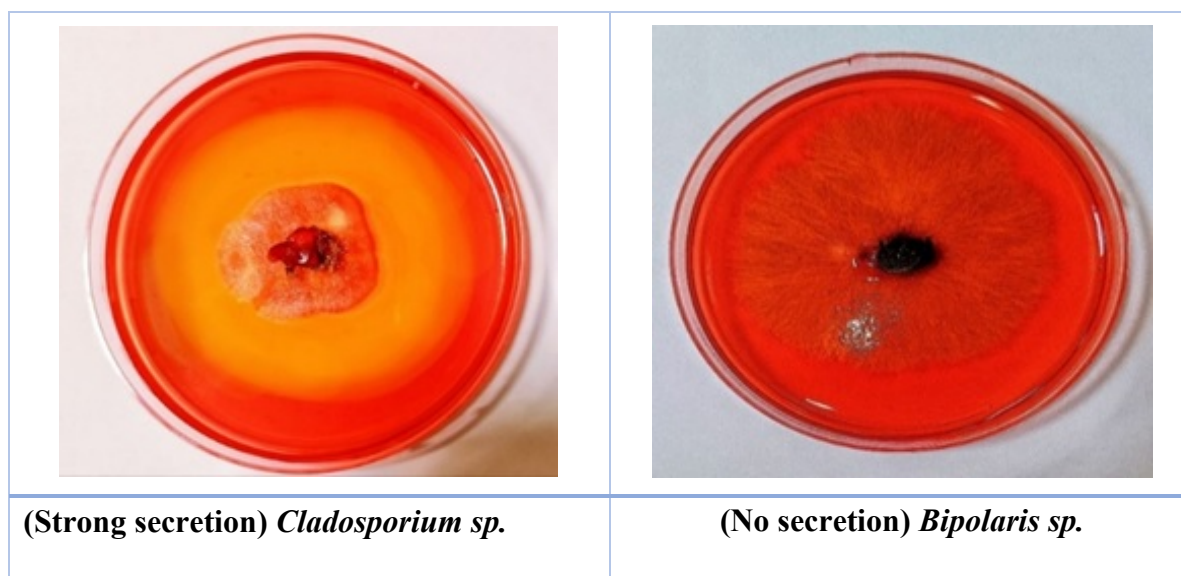 (Strong secretion) Cladosporium sp.
(No secretion) Bipolaris sp.